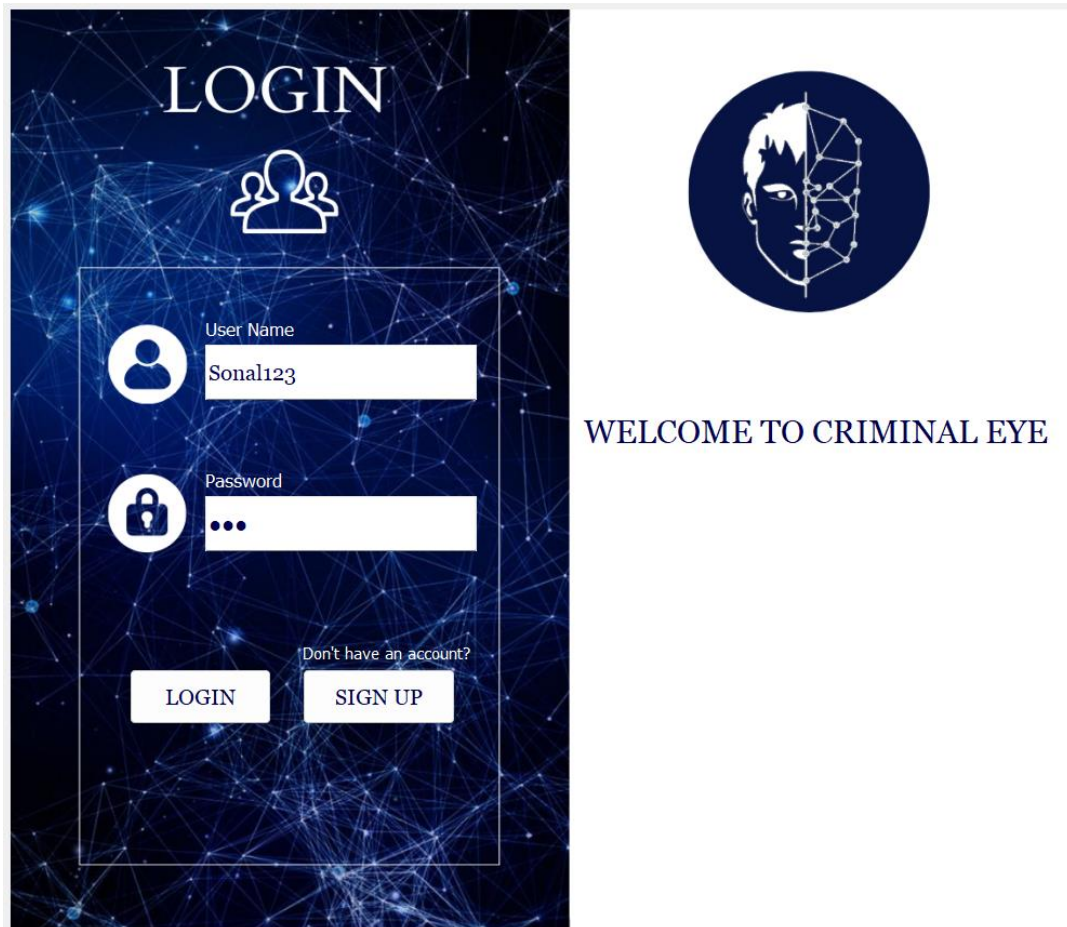 LOGIN
User Name
Sonal123
Password
•••
Don't have an account?
LOGIN
SIGN UP
WELCOME TO CRIMINAL EYE